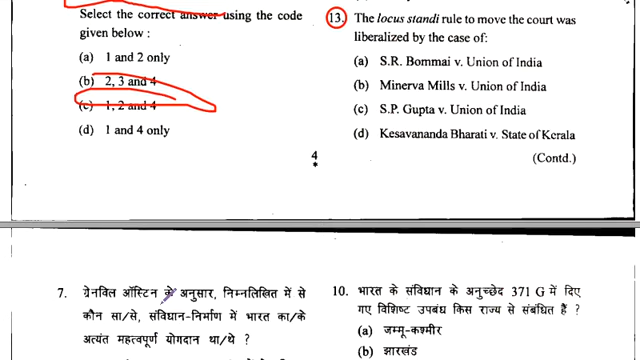 Select the correct answer using the code
given below :
(a) 1 and 2 only
(b) 2, 3 and 4
(c) 1, 2 and 4
(d) 1 and 4 only
13. The locus standi rule to move the court was
liberalized by the case of:
(a) S.R. Bommai v. Union of India
(b) Minerva Mills v. Union of India
(c) S.P. Gupta v. Union of India
(d) Kesavananda Bharati v. State of Kerala
4
*
(Contd.)
7. ग्रेनविल ऑस्टिन के अनुसार, निम्नलिखित में से
कौन सा/से, संविधान-निर्माण में भारत का/के
अत्यंत महत्वपूर्ण योगदान था/थे ?
10. भारत के संविधान के अनुच्छेद 371 G में दिए
गए विशिष्ट उपबंध किस राज्य से संबंधित हैं ?
(a) जम्मू-कश्मीर
(b) झारखंड